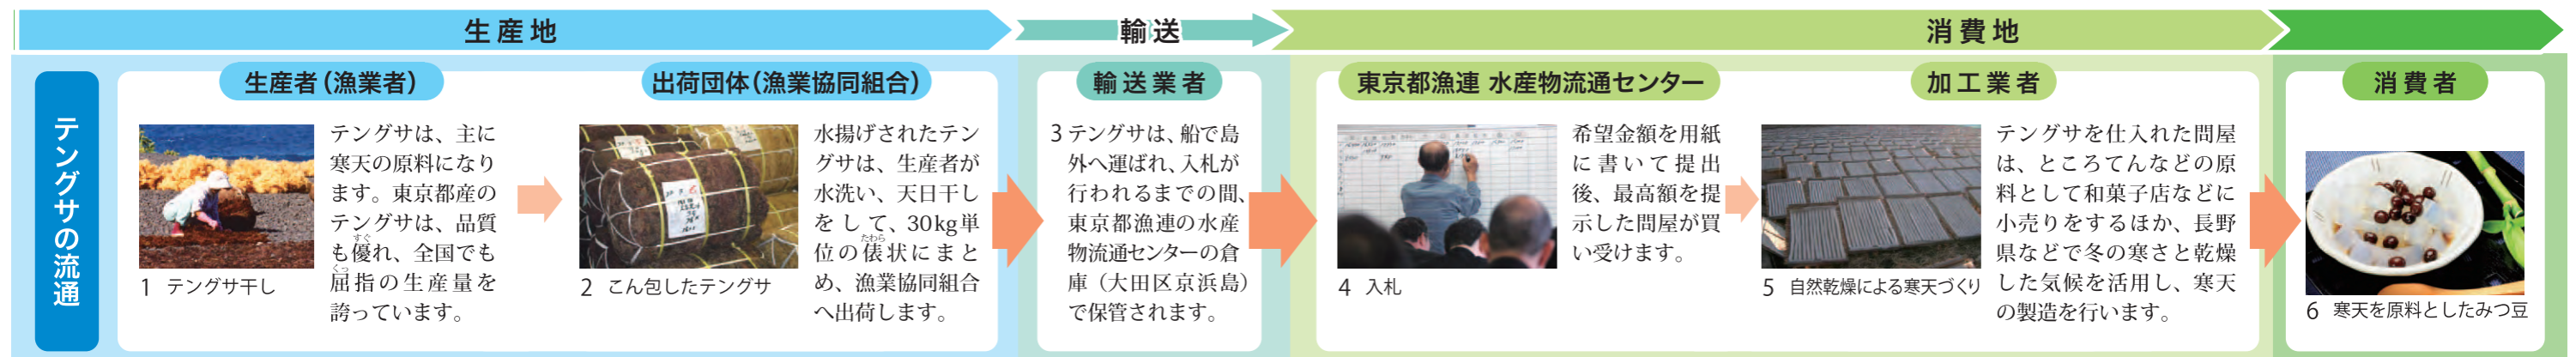 生産地
輸送
消費地
テングサの流通
生産者（漁業者）
1 テングサ干し
テングサは、主に
寒天の原料になり
ます。東京都産の
テングサは、品質
も優れ、全国でも
すぐ
屈指の生産量を
くっ
誇っています。
出荷団体（漁業協同組合）
2 こん包したテングサ
水揚げされたテン
グサは、生産者が
水洗い、天日干し
をして、30kg単
位の俵状にまと
たわら
め、漁業協同組合
へ出荷します。
輸送業者
3 テングサは、船で島
外へ運ばれ、入札が
行われるまでの間、
東京都漁連の水産
物流通センターの倉
庫（大田区京浜島）
で保管されます。
東京都漁連 水産物流通センター
4 入札
希望金額を用紙
に書いて提出
後、最高額を提
示した問屋が買
い受けます。
加工業者
5 自然乾燥による寒天づくり
テングサを仕入れた問屋
は、ところてんなどの原
料として和菓子店などに
小売りをするほか、長野
県などで冬の寒さと乾燥
した気候を活用し、寒天
の製造を行います。
消費者
6 寒天を原料としたみつ豆